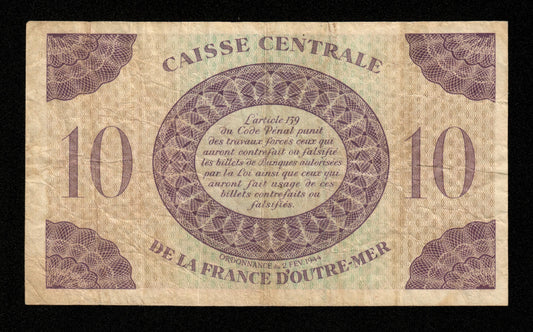 CAISSE CENTRALE
10
L'article 139
du Code Pénal punit
des travaux forcés ceux qui
auront contrefait ou falsifié
les billets de Banques autorisées
par la Loi ainsi que ceux qui
auront fait usage de ces
billets contrefaits ou
falsifiés.
10
ORDONNANCE DU 2 FEV. 1944
DE LA FRANCE D'OUTRE-MER